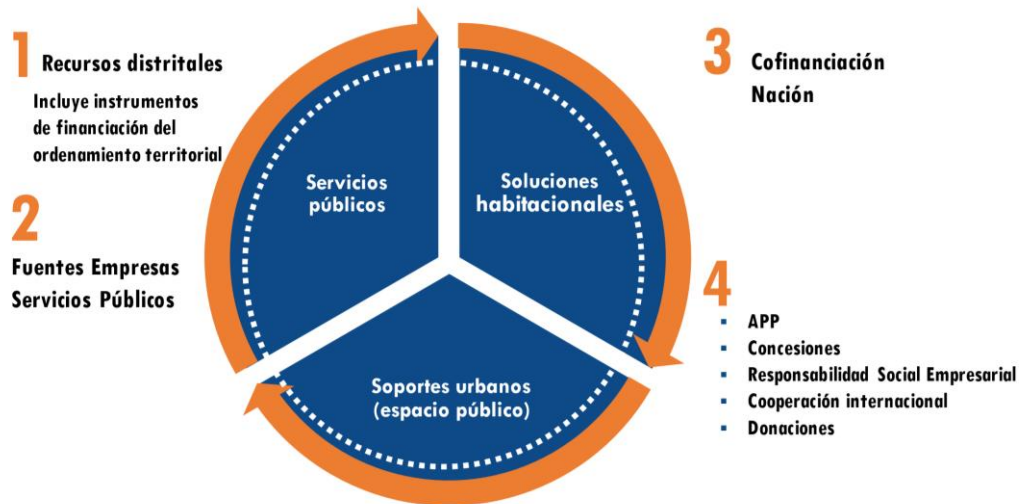 1 Recursos distritales
Incluye instrumentos
de financiación del
ordenamiento territorial
2
Fuentes Empresas
Servicios Públicos
Servicios
públicos
Soluciones
habitacionales
Soportes urbanos
(espacio público)
3 Cofinanciación
Nación
4
▪ APP
▪ Concesiones
▪ Responsabilidad Social Empresarial
▪ Cooperación internacional
▪ Donaciones